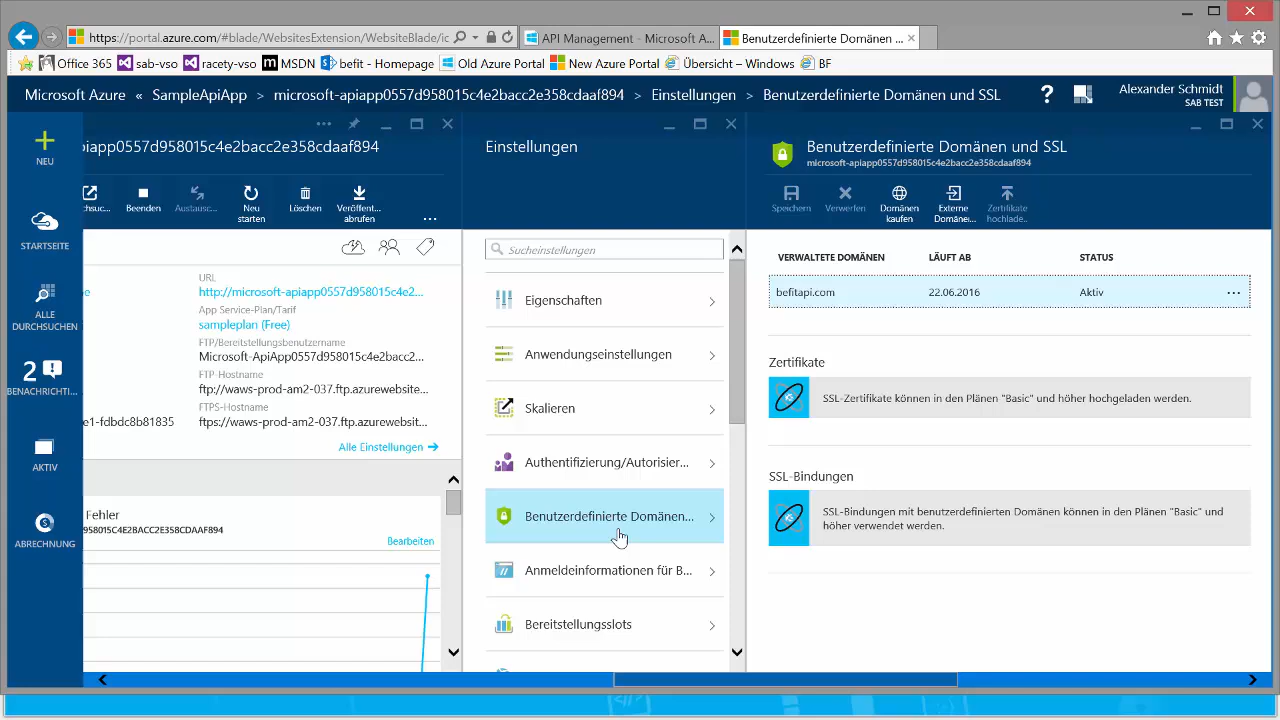 https://portal.azure.com/#blade/WebsitesExtension/WebsiteBlade/ic
API Management - Microsoft A...
Benutzerdefinierte Domänen ...
Office 365
sab-vso
racety-vso
MSDN
befit - Homepage
Old Azure Portal
New Azure Portal
Übersicht – Windows
BF
Microsoft Azure « SampleApiApp > microsoft-apiapp0557d958015c4e2bacc2e358cdaaf894 > Einstellungen > Benutzerdefinierte Domänen und SSL
Alexander Schmidt
SAB TEST
NEU
STARTSEITE
ALLE
DURCHSUCHEN
2
BENACHRICHTI...
AKTIV
ABRECHNUNG
iapp0557d958015c4e2bacc2e358cdaaf894
Beenden
Austausc...
Neu
starten
Löschen
Veröffent...
abrufen
URL
http://microsoft-apiapp0557d958015c4e2...
App Service-Plan/Tarif
sampleplan (Free)
FTP/Bereitstellungsbenutzername
Microsoft-ApiApp0557d958015c4e2bacc2...
FTP-Hostname
ftp://waws-prod-am2-037.ftp.azurewebsite...
FTPS-Hostname
e1-fdbdc8b81835
ftps://waws-prod-am2-037.ftp.azurewebsit...
Alle Einstellungen
Fehler
958015C4E2BACC2E358CDAAF894
Bearbeiten
Einstellungen
Sucheinstellungen
Eigenschaften
Anwendungseinstellungen
Skalieren
Authentifizierung/Autorisier...
Benutzerdefinierte Domänen...
Anmeldeinformationen für B...
Bereitstellungsslots
Benutzerdefinierte Domänen und SSL
microsoft-apiapp0557d958015c4e2bacc2e358cdaaf894
Speichern
Verwerfen
Domänen
kaufen
Externe
Domäne...
Zertifikate
hochlade..
VERWALTETE DOMÄNEN
LÄUFT AB
STATUS
befitapi.com
22.06.2016
Aktiv
Zertifikate
SSL-Zertifikate können in den Plänen "Basic" und höher hochgeladen werden.
SSL-Bindungen
SSL-Bindungen mit benutzerdefinierten Domänen können in den Plänen "Basic" und
höher verwendet werden.